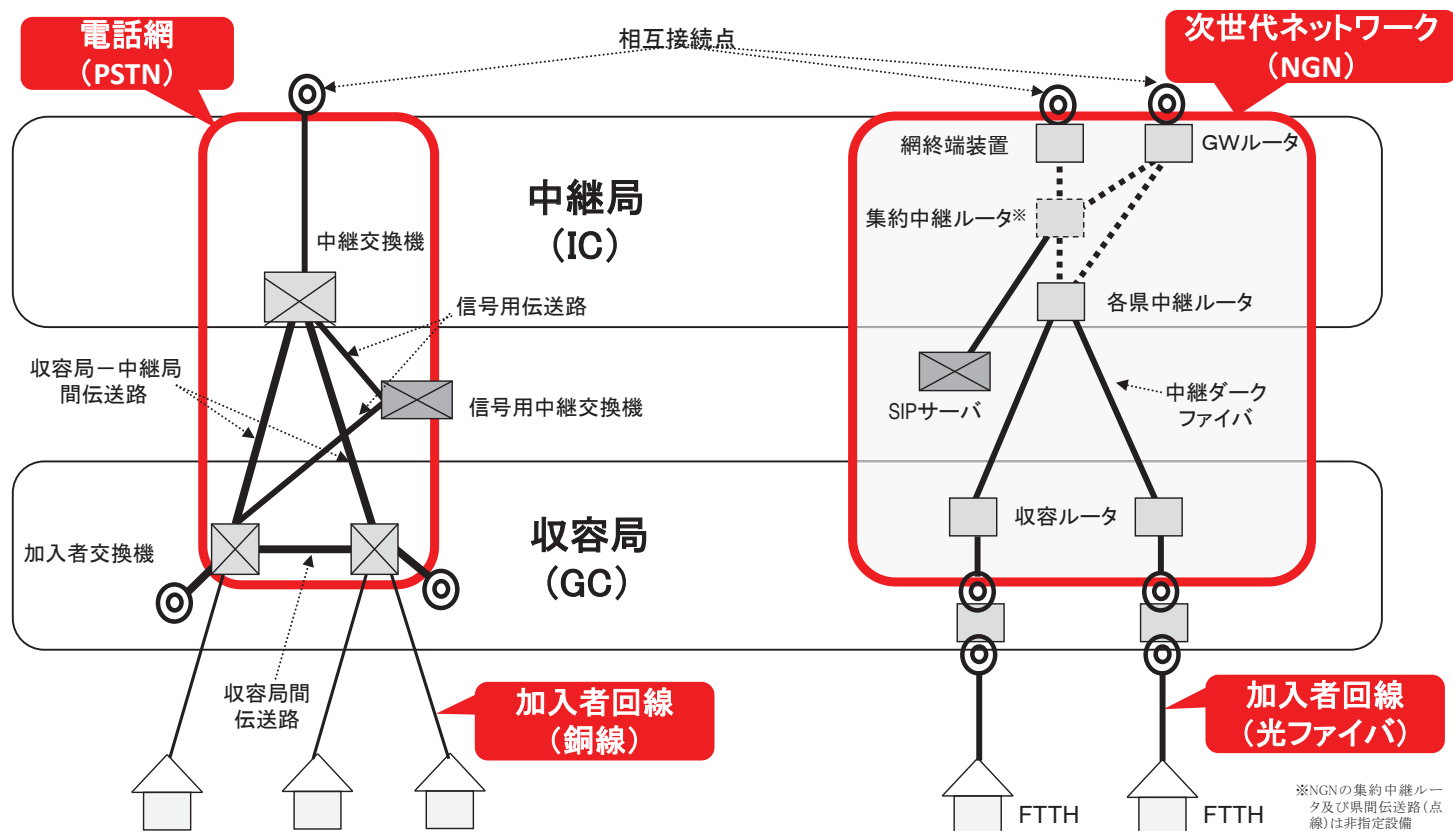 電話網
(PSTN)
相互接続点
次世代ネットワーク
(NGN)
網終端装置
GWルータ
中継局
(IC)
集約中継ルータ※
中継交換機
各県中継ルータ
信号用伝送路
収容局－中継局
間伝送路
信号用中継交換機
SIPサーバ
中継ダーク
ファイバ
収容局
(GC)
収容ルータ
加入者交換機
収容局間
伝送路
加入者回線
(銅線)
加入者回線
(光ファイバ)
FTTH
FTTH
※NGNの集約中継ルー
タ及び県間伝送路(点
線)は非指定設備